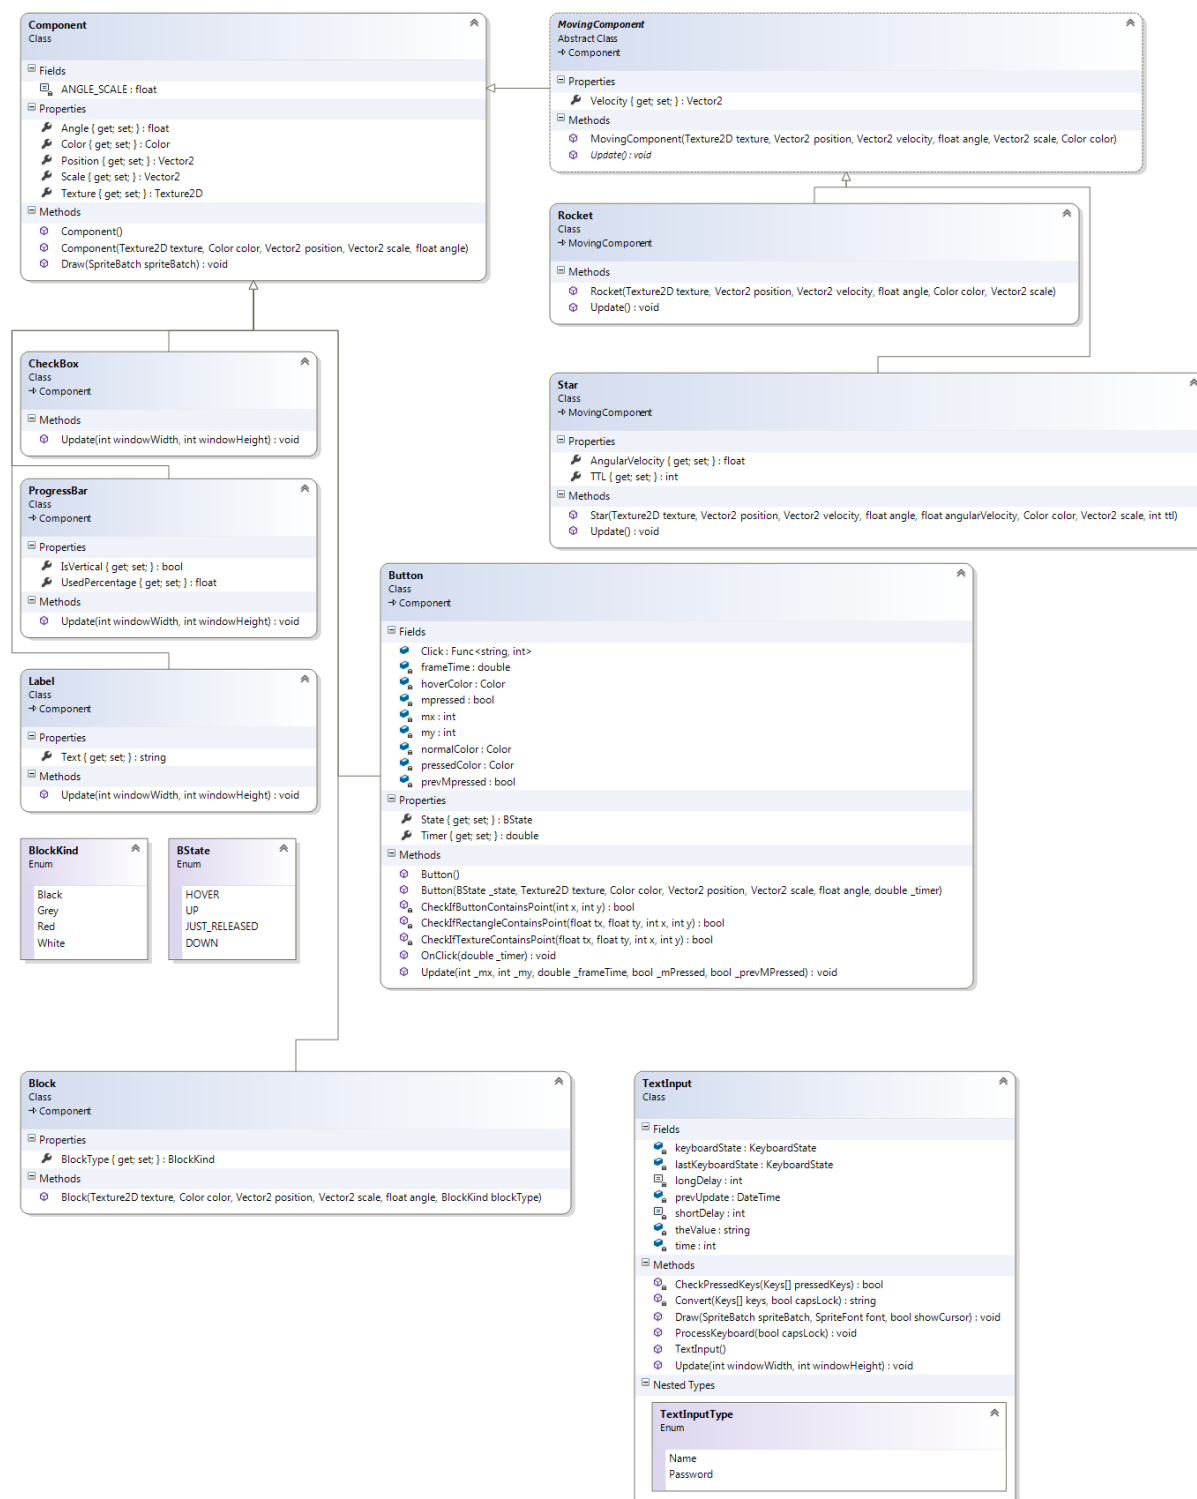 Component
Class
Fields
ANGLE_SCALE : float
Properties
Angle { get; set; } : float
Color { get; set; } : Color
Position { get; set; } : Vector2
Scale { get; set; } : Vector2
Texture { get; set; } : Texture2D
Methods
Component()
Component(Texture2D texture, Color color, Vector2 position, Vector2 scale, float angle)
Draw(SpriteBatch spriteBatch) : void
MovingComponent
Abstract Class
Component
Properties
Velocity { get; set; } : Vector2
Methods
MovingComponent(Texture2D texture, Vector2 position, Vector2 velocity, float angle, Vector2 scale, Color color)
Update() : void
Rocket
Class
MovingComponent
Methods
Rocket(Texture2D texture, Vector2 position, Vector2 velocity, float angle, Color color, Vector2 scale)
Update() : void
Star
Class
MovingComponent
Properties
AngularVelocity { get; set; } : float
TTL { get; set; } : int
Methods
Star(Texture2D texture, Vector2 position, Vector2 velocity, float angle, float angularVelocity, Color color, Vector2 scale, int ttl)
Update() : void
CheckBox
Class
Component
Methods
Update(int windowWidth, int windowHeight) : void
ProgressBar
Class
Component
Properties
IsVertical { get; set; } : bool
UsedPercentage { get; set; } : float
Methods
Update(int windowWidth, int windowHeight) : void
Label
Class
Component
Properties
Text { get; set; } : string
Methods
Update(int windowWidth, int windowHeight) : void
Button
Class
Component
Fields
Click : Func<string, int>
frameTime : double
hoverColor : Color
mpressed : bool
mx : int
my : int
normalColor : Color
pressedColor : Color
prevMpressed : bool
Properties
State { get; set; } : BState
Timer { get; set; } : double
Methods
Button()
Button(BState _state, Texture2D texture, Color color, Vector2 position, Vector2 scale, float angle, double _timer)
CheckIfButtonContainsPoint(int x, int y) : bool
CheckIfRectangleContainsPoint(float tx, float ty, int x, int y) : bool
CheckIfTextureContainsPoint(float tx, float ty, int x, int y) : bool
OnClick(double _timer) : void
Update(int _mx, int _my, double _frameTime, bool _mPressed, bool _prevMPressed) : void
BlockKind
Enum
Black
Grey
Red
White
BState
Enum
HOVER
UP
JUST_RELEASED
DOWN
Block
Class
Component
Properties
BlockType { get; set; } : BlockKind
Methods
Block(Texture2D texture, Color color, Vector2 position, Vector2 scale, float angle, BlockKind blockType)
TextInput
Class
Fields
keyboardState : KeyboardState
lastKeyboardState : KeyboardState
longDelay : int
prevUpdate : DateTime
shortDelay : int
theValue : string
time : int
Methods
CheckPressedKeys(Keys[] pressedKeys) : bool
Convert(Keys[] keys, bool capsLock) : string
Draw(SpriteBatch spriteBatch, SpriteFont font, bool showCursor) : void
ProcessKeyboard(bool capsLock) : void
TextInput()
Update(int windowWidth, int windowHeight) : void
Nested Types
TextInputType
Enum
Name
Password